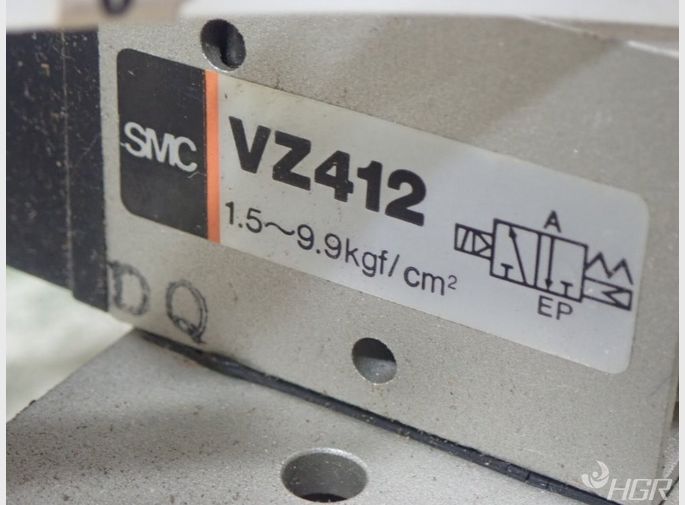 SMC
VZ412
1.5~9.9kgf/cm²
A
EP
DQ
HGR